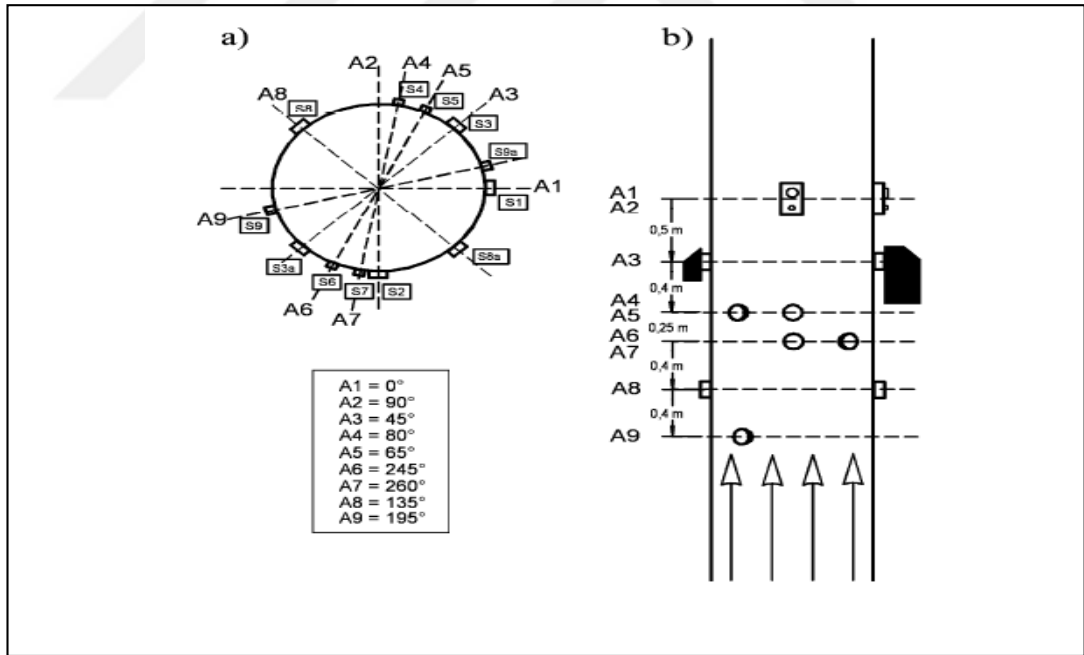 a)
A2
A4
A5
A3
A8
S8
S4
S5
S3
S9a
A1
S1
A9
S9
S3a
S8a
S6
S7
S2
A6
A7
A1 = 0°
A2 = 90°
A3 = 45°
A4 = 80°
A5 = 65°
A6 = 245°
A7 = 260°
A8 = 135°
A9 = 195°
b)
A1
A2
0,5 m
A3
0,4 m
A4
A5
0,25 m
A6
A7
0,4 m
A8
0,4 m
A9